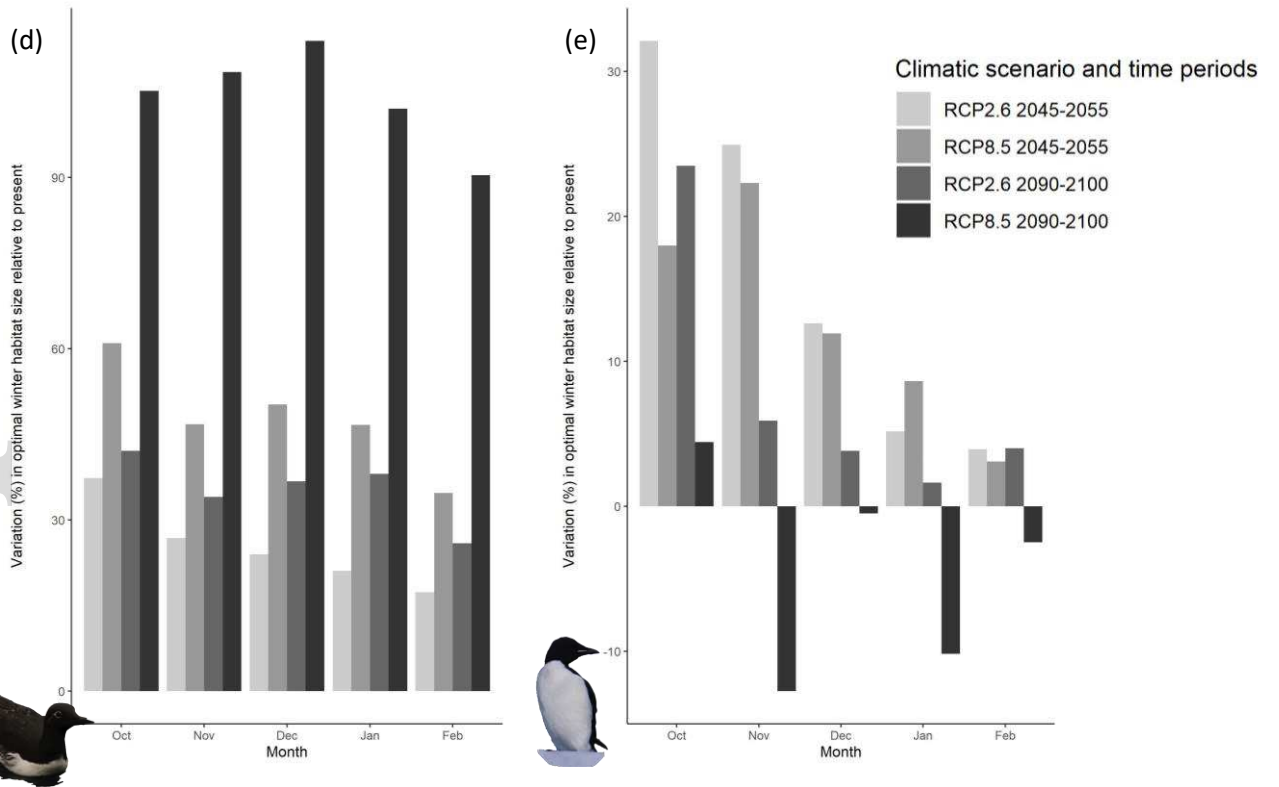 (d)
Variation (%) in optimal winter habitat size relative to present
90
60
30
0
Oct Nov Dec Jan Feb
Month
(e)
Variation (%) in optimal winter habitat size relative to present
30
20
10
0
-10
Oct Nov Dec Jan Feb
Month
Climatic scenario and time periods
RCP2.6 2045-2055
RCP8.5 2045-2055
RCP2.6 2090-2100
RCP8.5 2090-2100